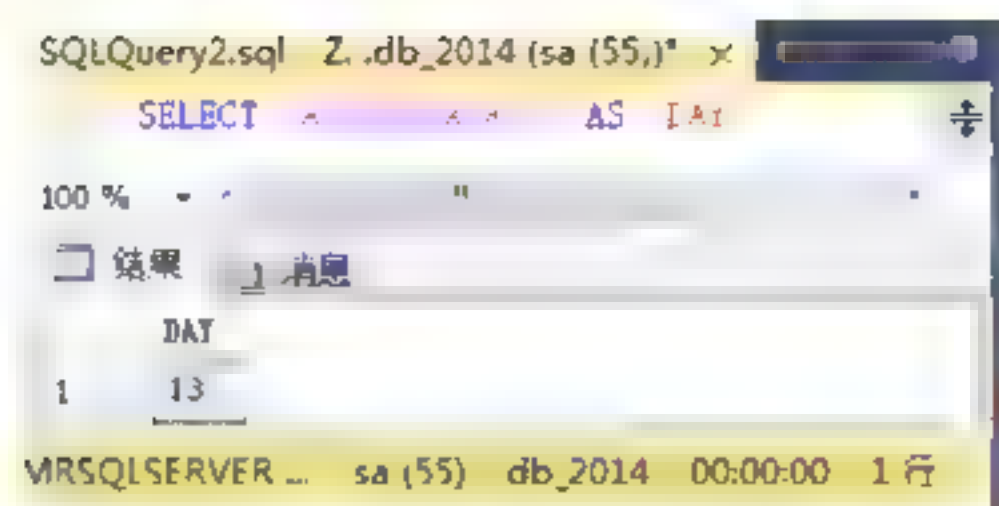 SQLQuery2.sql Z. .db_2014 (sa (55,)* ×
SELECT AS
100 %
结果 消息
DAY
1 13
MRSQLSERVER ... sa (55) db_2014 00:00:00 1 行